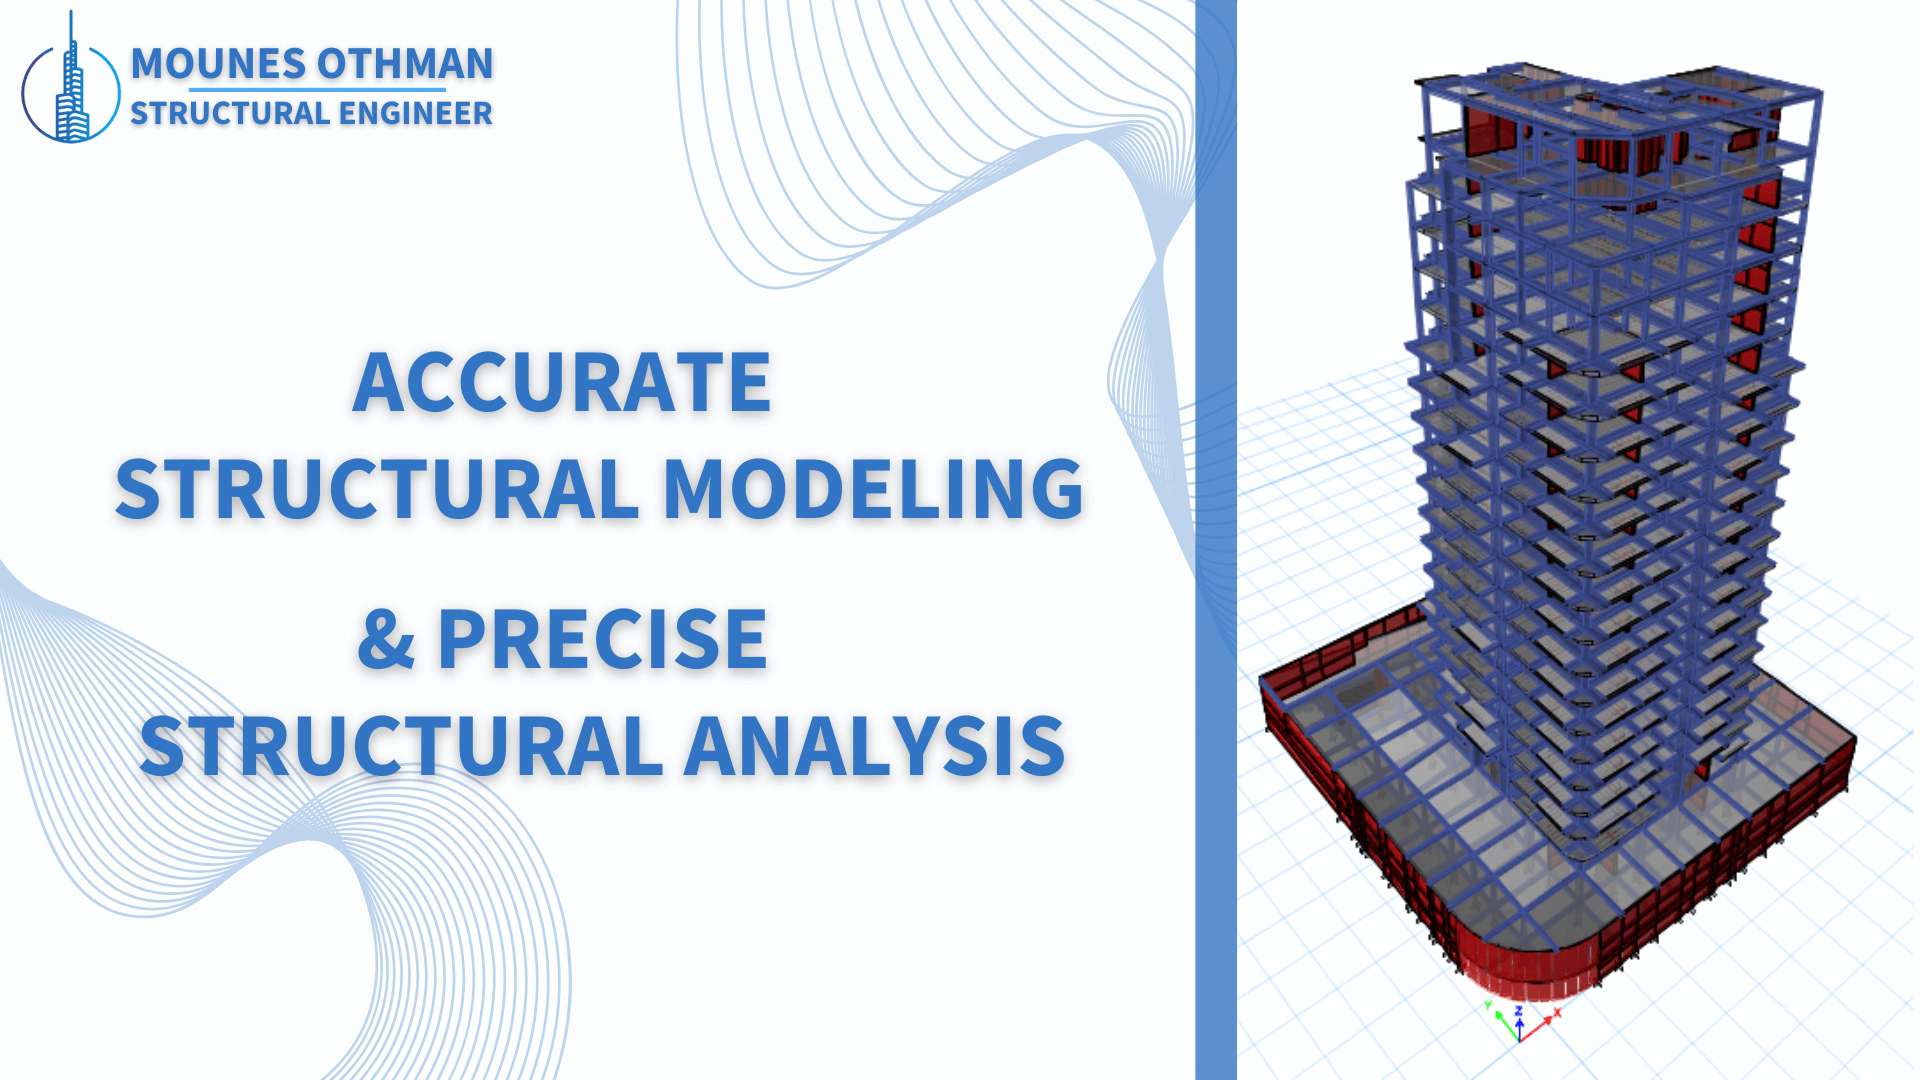 MOUNES OTHMAN
STRUCTURAL ENGINEER
ACCURATE
STRUCTURAL MODELING
& PRECISE
STRUCTURAL ANALYSIS
Y
Z
X